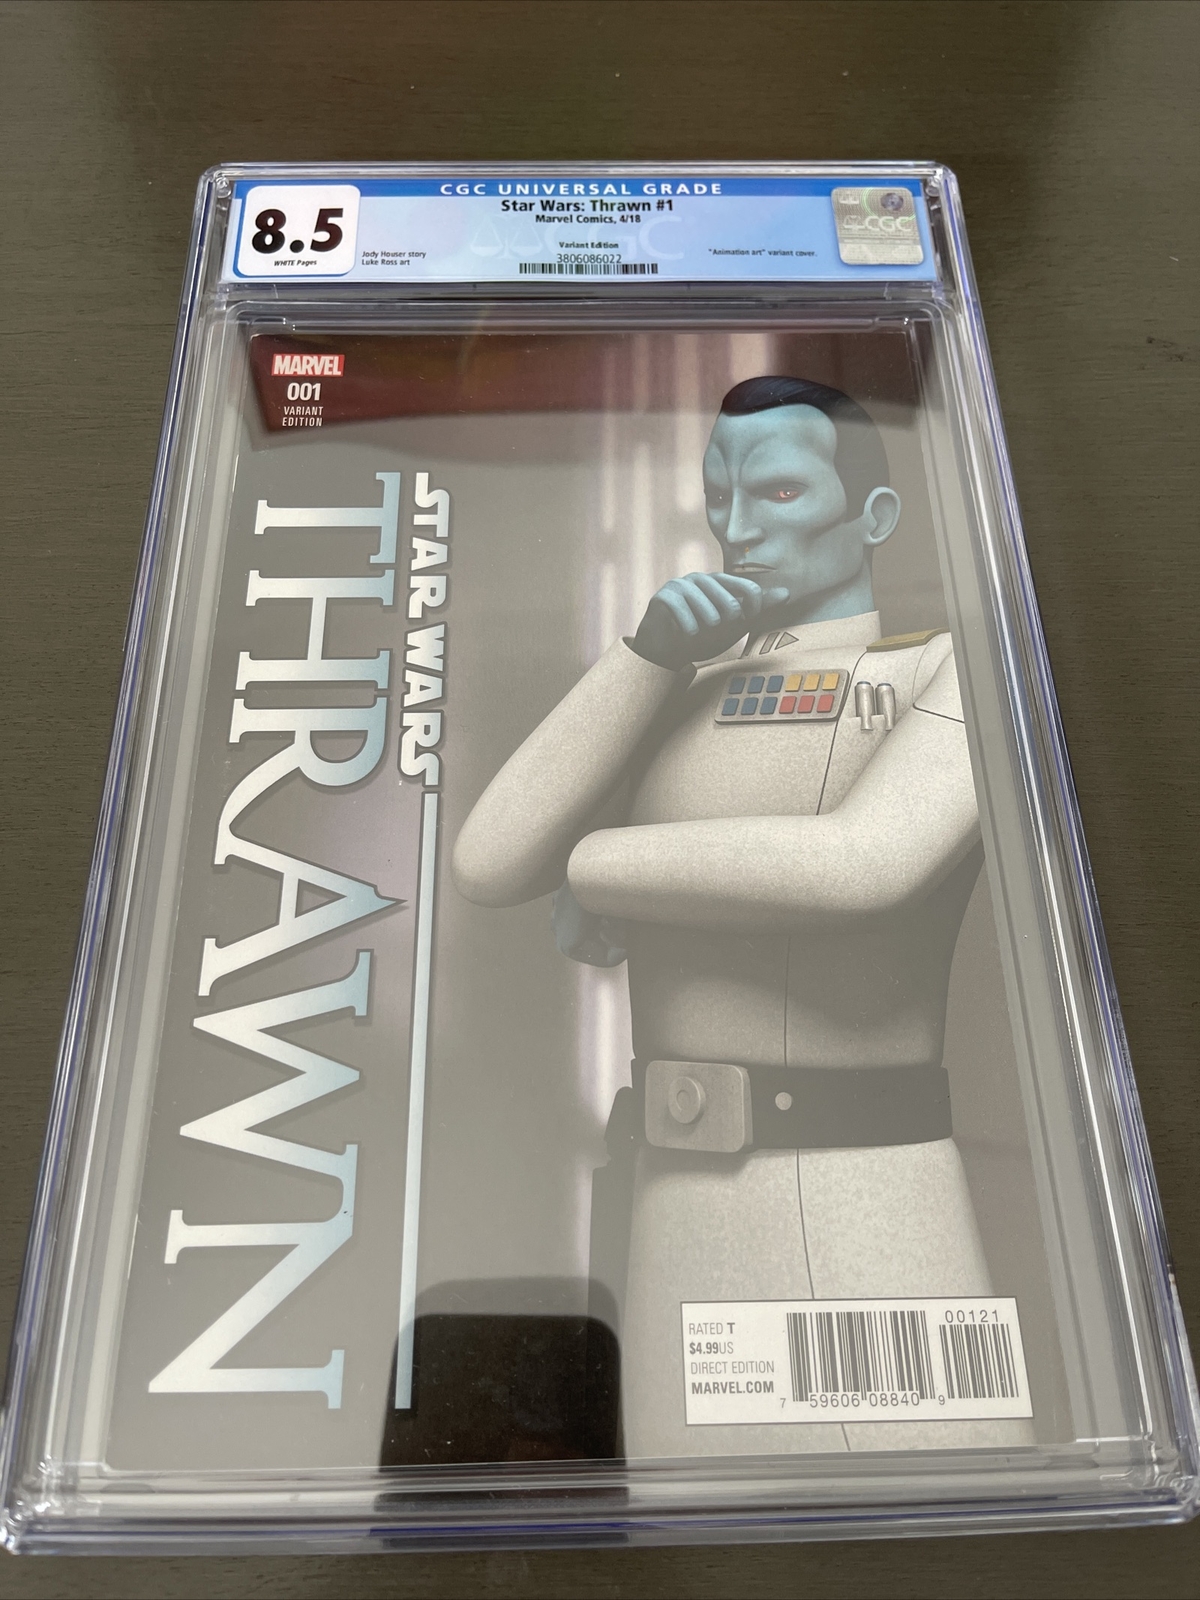 CGC UNIVERSAL GRADE
8.5
WHITE Pages
Star Wars: Thrawn #1
Marvel Comics, 4/18
Variant Edition
3806086022
Jody Houser story
Luke Ross art
"Animation art" variant cover.
CGC
CGC
MARVEL
001
VARIANT
EDITION
STAR WARS
THRAWN
RATED T
$4.99US
DIRECT EDITION
MARVEL.COM
00121
7 59606 08840 9